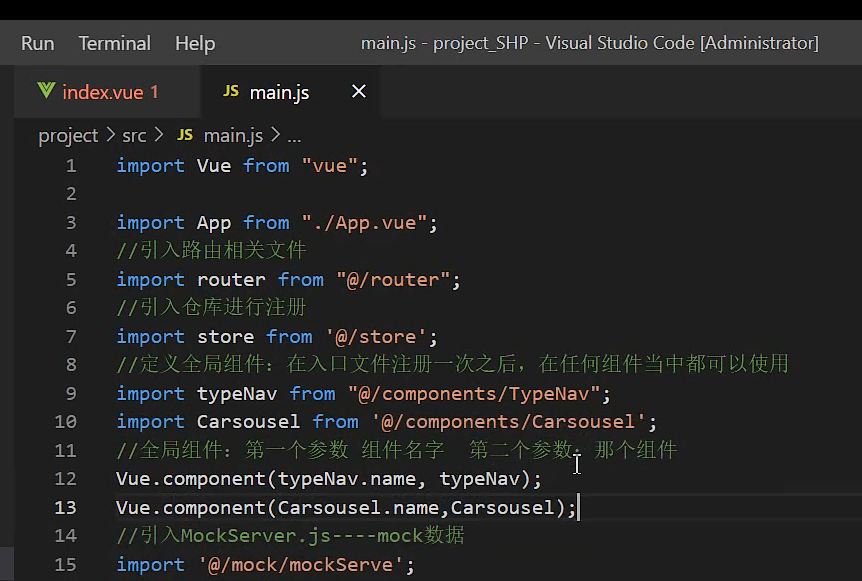 Run Terminal Help main.js - project_SHP - Visual Studio Code [Administrator]
index.vue 1 JS main.js ×
project > src > JS main.js > ...
1 import Vue from "vue";
2
3 import App from "./App.vue";
4 //引入路由相关文件
5 import router from "@/router";
6 //引入仓库进行注册
7 import store from '@/store';
8 //定义全局组件：在入口文件注册一次之后，在任何组件当中都可以使用
9 import typeNav from "@/components/TypeNav";
10 import Carsousel from '@/components/Carsousel';
11 //全局组件：第一个参数 组件名字  第二个参数：那个组件
12 Vue.component(typeNav.name, typeNav);
13 Vue.component(Carsousel.name,Carsousel);
14 //引入MockServer.js----mock数据
15 import '@/mock/mockServe';